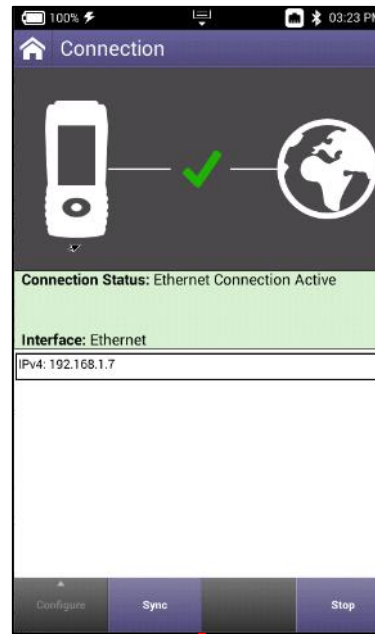 100% 03:23 PM
Connection
Connection Status: Ethernet Connection Active
Interface: Ethernet
IPv4: 192.168.1.7
Configure Sync Stop